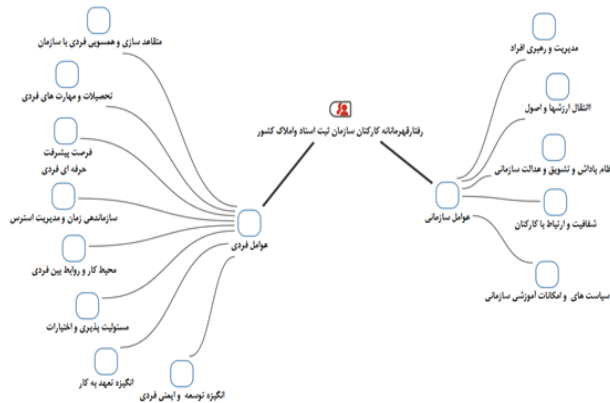 مدیریت و رهبری افراد
متقاعد سازی و همسویی فردی با سازمان
اانتقال ارزشها و اصول
تحصیلات و مهارت های فردی
رفتارقهرمانانه کارکنان سازمان ثبت اسناد واملاک کشور
فرصت پیشرفت
حرفه ای فردی
ظام پاداش و تشویق و عدالت سازمانی
سازماندهی زمان و مدیریت استرس
عوامل سازمانی
شفافیت و ارتباط با کارکنان
عوامل فردی
محیط کار و روابط بین فردی
سیاست های و امکانات آموزشی سازمانی
مسئولیت پذیری و اختیارات
انگیزه تعهد به کار
انگیزه توسعه و ایمنی فردی